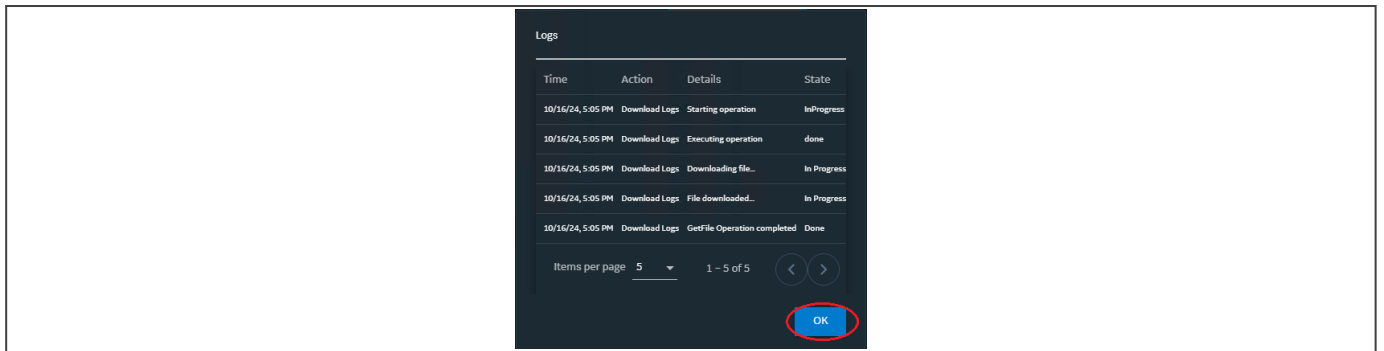 Logs
Time Action Details State
10/16/24, 5:05 PM Download Logs Starting operation InProgress
10/16/24, 5:05 PM Download Logs Executing operation done
10/16/24, 5:05 PM Download Logs Downloading file... In Progress
10/16/24, 5:05 PM Download Logs File downloaded... In Progress
10/16/24, 5:05 PM Download Logs GetFile Operation completed Done
Items per page 5 1 – 5 of 5
OK